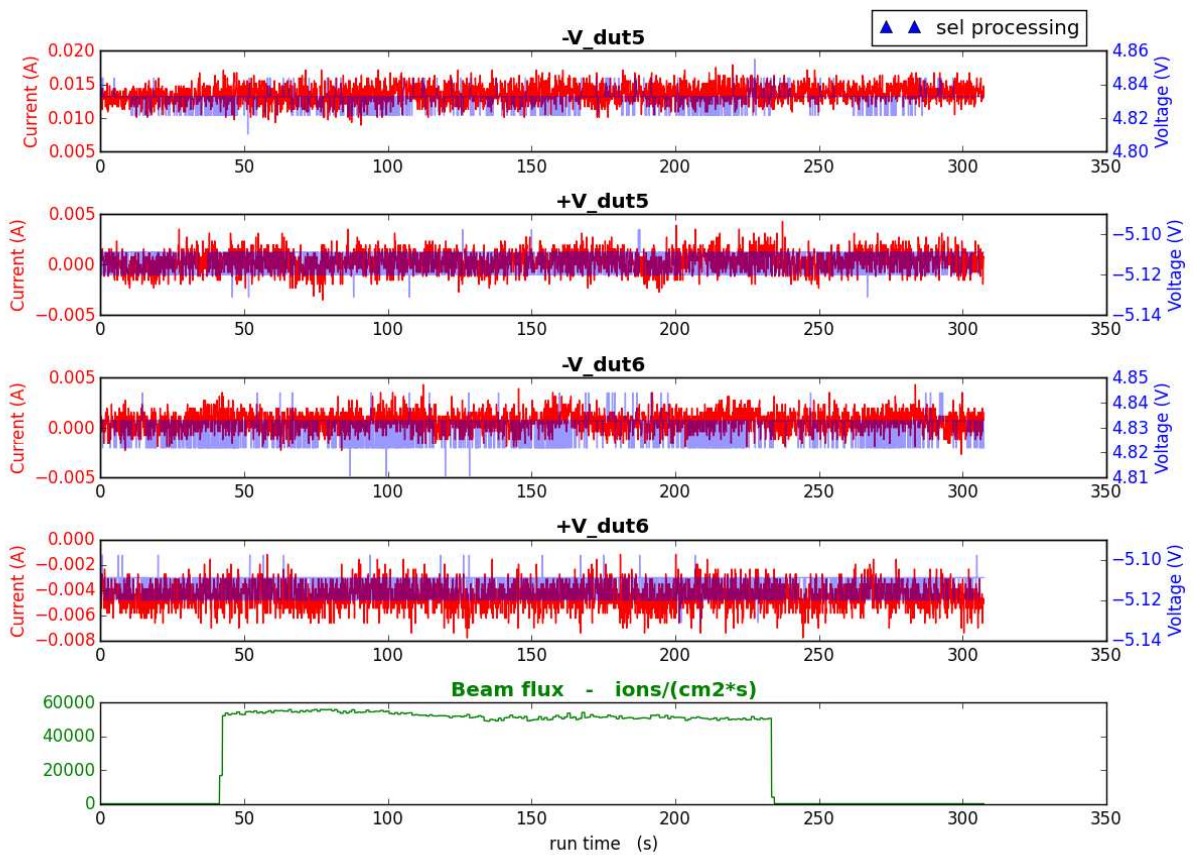 ▲ ▲ sel processing
-V_dut5
Current (A)
0.020
0.015
0.010
0.005
4.86
4.84
4.82
4.80
Voltage (V)
0 50 100 150 200 250 300 350
+V_dut5
Current (A)
0.005
0.000
−0.005
−5.10
−5.12
−5.14
Voltage (V)
0 50 100 150 200 250 300 350
-V_dut6
Current (A)
0.005
0.000
−0.005
4.85
4.84
4.83
4.82
4.81
Voltage (V)
0 50 100 150 200 250 300 350
+V_dut6
Current (A)
0.000
−0.002
−0.004
−0.006
−0.008
−5.10
−5.12
−5.14
Voltage (V)
0 50 100 150 200 250 300 350
Beam flux - ions/(cm2*s)
60000
40000
20000
0
0 50 100 150 200 250 300 350
run time (s)